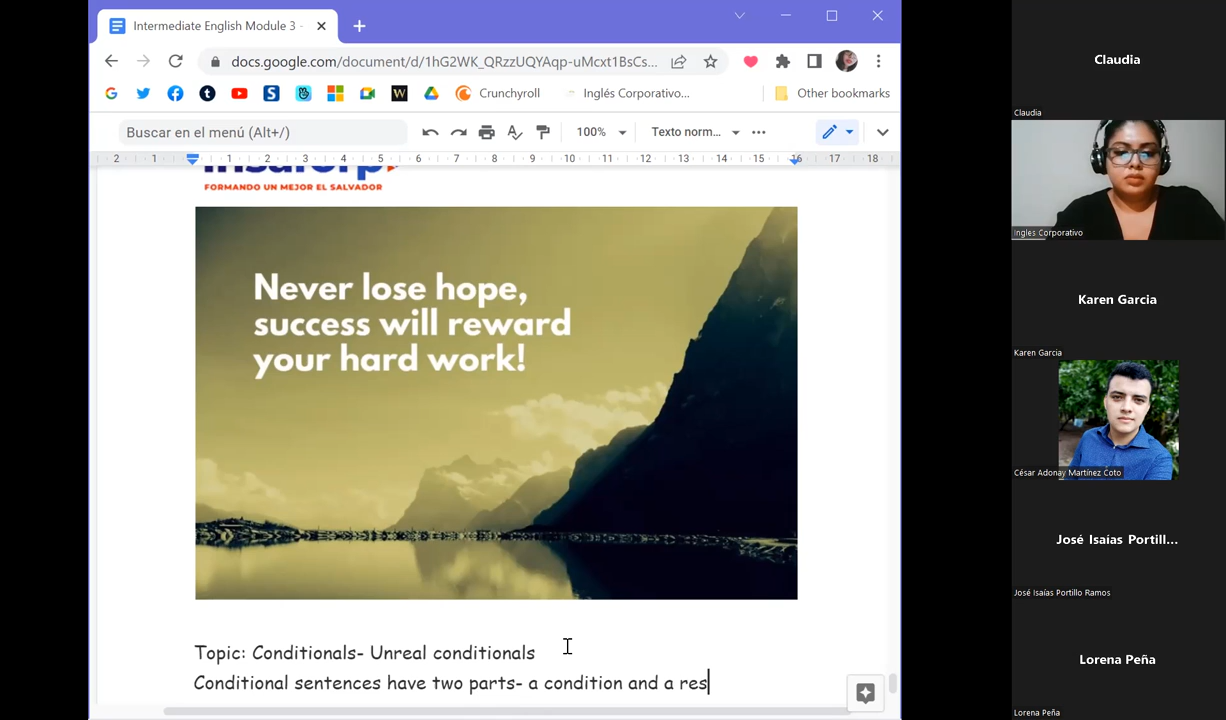 Intermediate English Module 3 -
docs.google.com/document/d/1hG2WK_QRzzUQYAqp-uMcxt1BsCs...
Crunchyroll
Inglés Corporativo...
Other bookmarks
Buscar en el menú (Alt+/)
100%
Texto norm...
2 1 1 2 3 4 5 6 7 8 9 10 11 12 13 14 15 16 17 18
insaforp
FORMANDO UN MEJOR EL SALVADOR
Never lose hope,
success will reward
your hard work!
Topic: Conditionals- Unreal conditionals
Conditional sentences have two parts- a condition and a res
Claudia
Claudia
Ingles Corporativo
Karen Garcia
Karen Garcia
César Adonay Martínez Coto
José Isaías Portill...
José Isaías Portillo Ramos
Lorena Peña
Lorena Peña